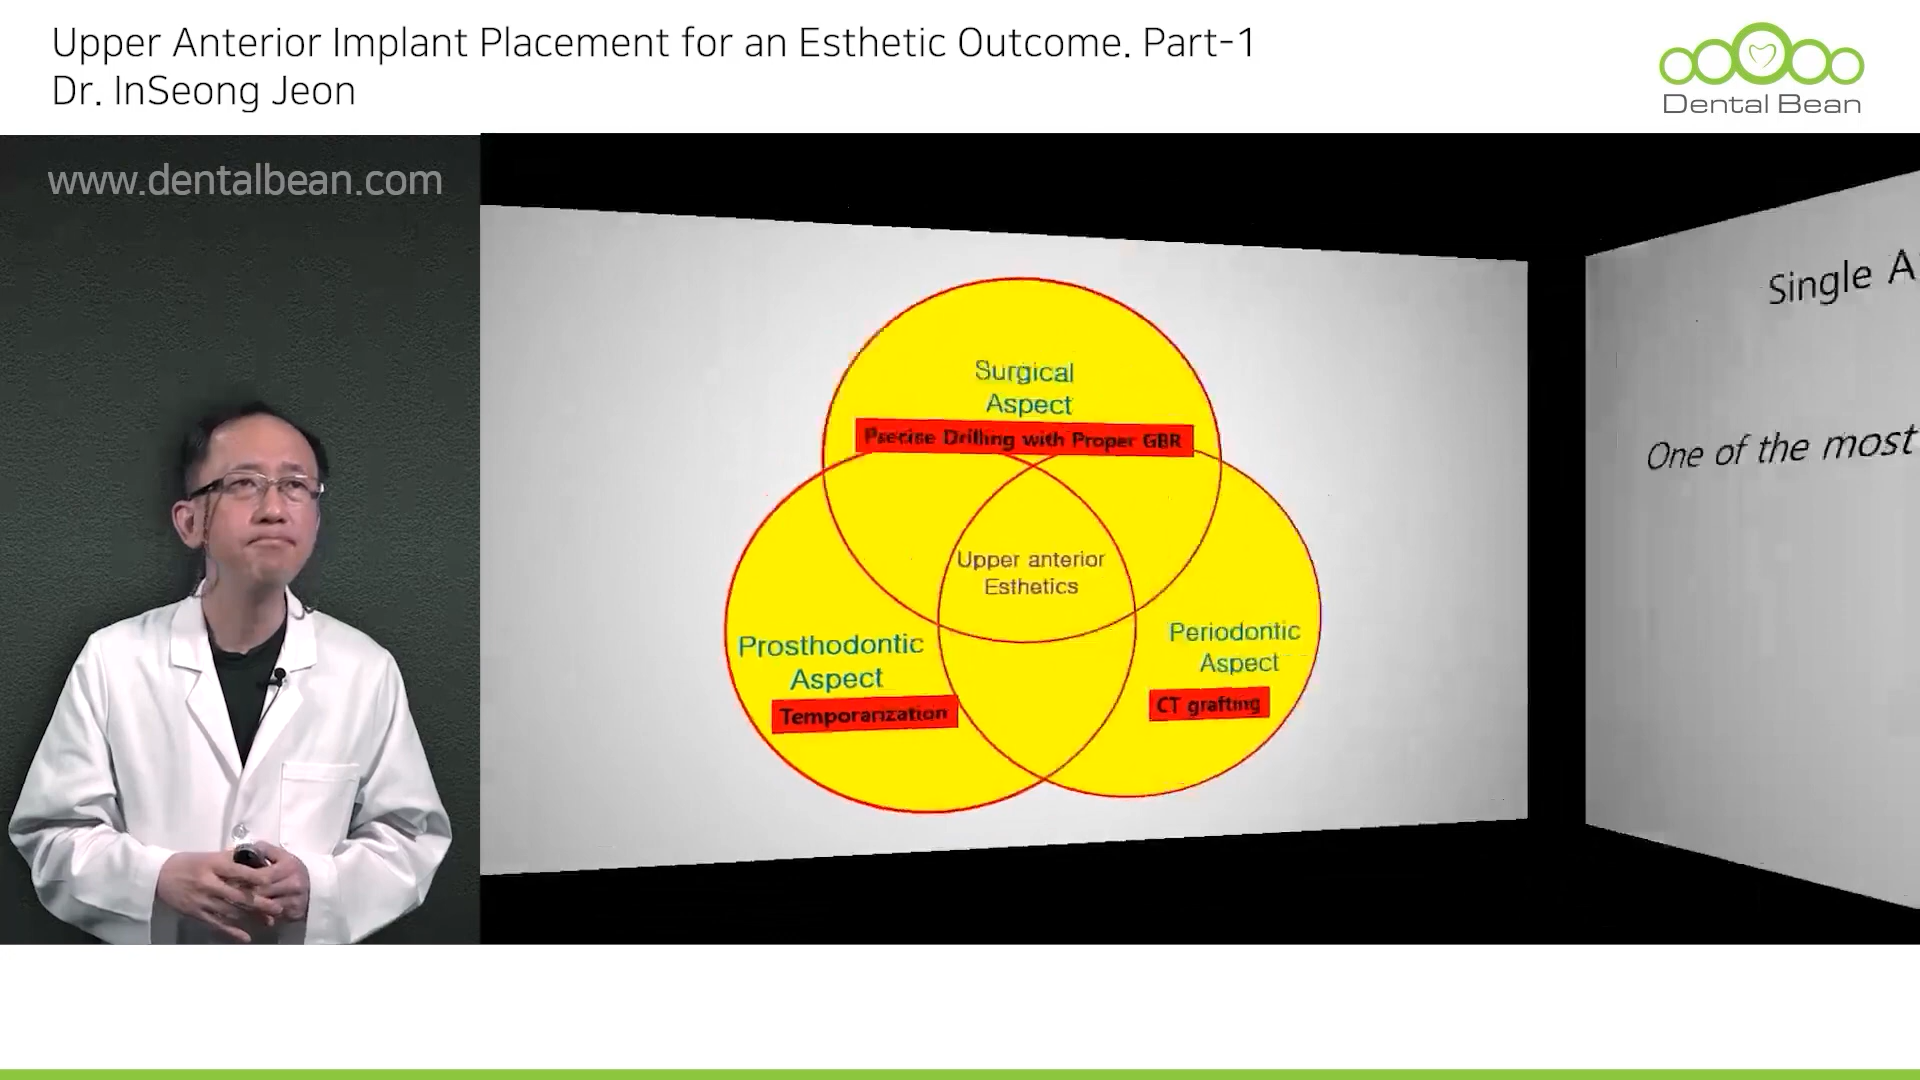 Upper Anterior Implant Placement for an Esthetic Outcome. Part-1
Dr. InSeong Jeon
Dental Bean
www.dentalbean.com
Surgical
Aspect
Precise Drilling with Proper GBR
Upper anterior
Esthetics
Prosthodontic
Aspect
Temporarization
Periodontic
Aspect
CT grafting
Single A
One of the most